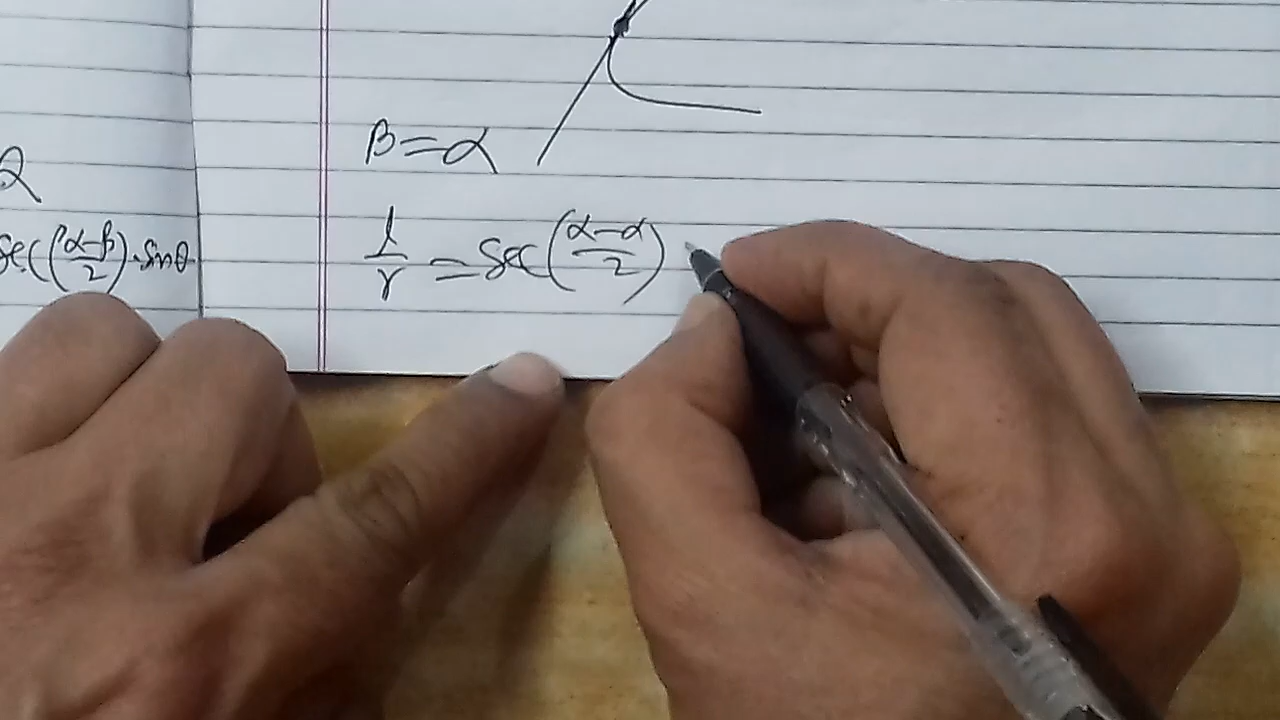 α
sec((α-β)/2)·sinθ
β=α
l/r = sec((α-α)/2)